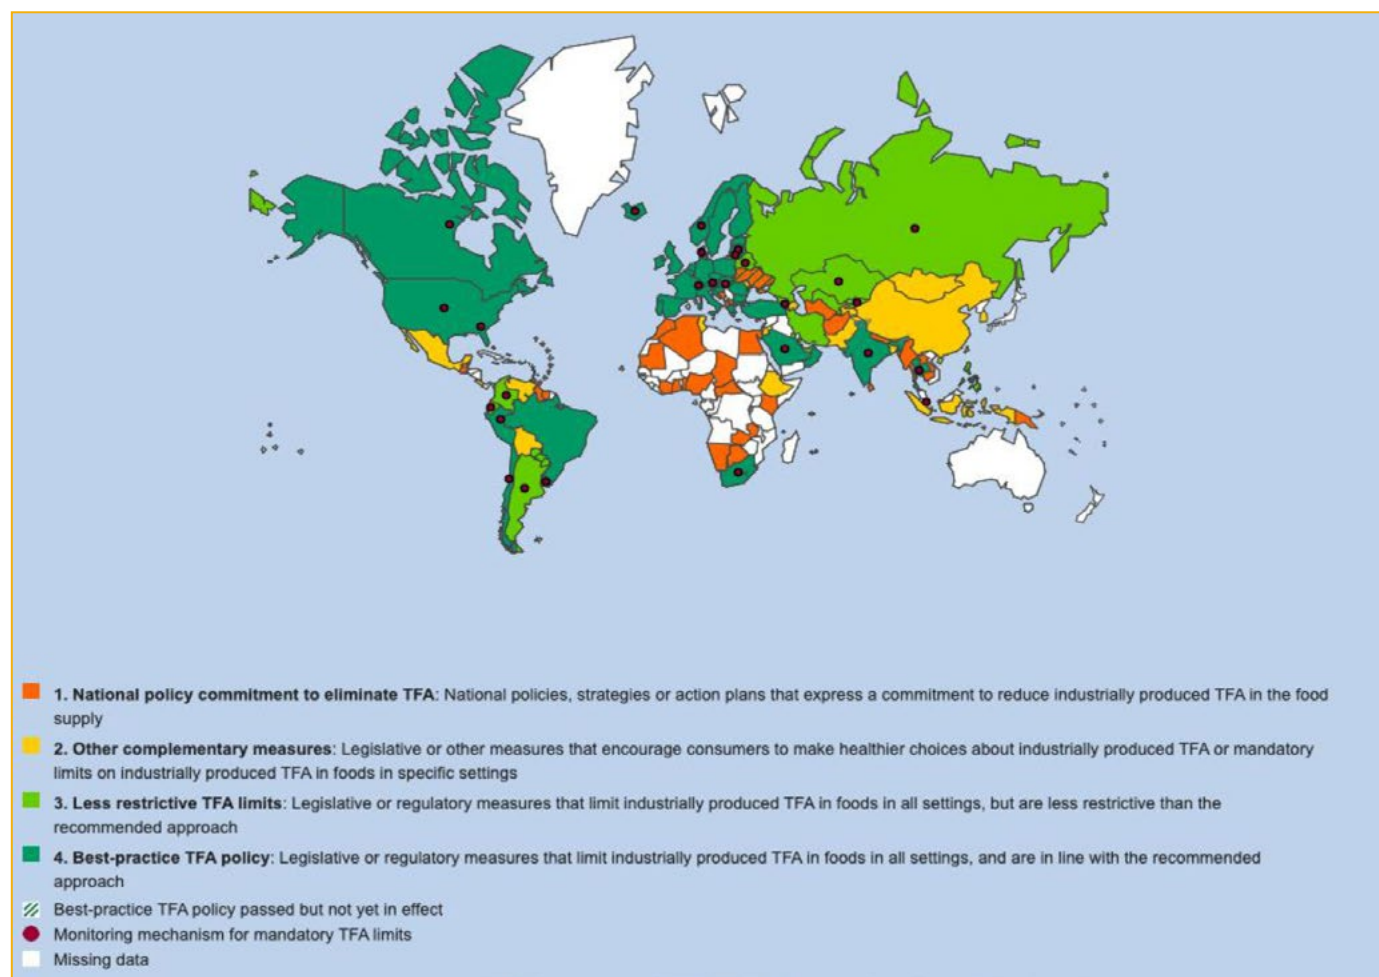 1. National policy commitment to eliminate TFA: National policies, strategies or action plans that express a commitment to reduce industrially produced TFA in the food
supply
2. Other complementary measures: Legislative or other measures that encourage consumers to make healthier choices about industrially produced TFA or mandatory
limits on industrially produced TFA in foods in specific settings
3. Less restrictive TFA limits: Legislative or regulatory measures that limit industrially produced TFA in foods in all settings, but are less restrictive than the
recommended approach
4. Best-practice TFA policy: Legislative or regulatory measures that limit industrially produced TFA in foods in all settings, and are in line with the recommended
approach
Best-practice TFA policy passed but not yet in effect
Monitoring mechanism for mandatory TFA limits
Missing data